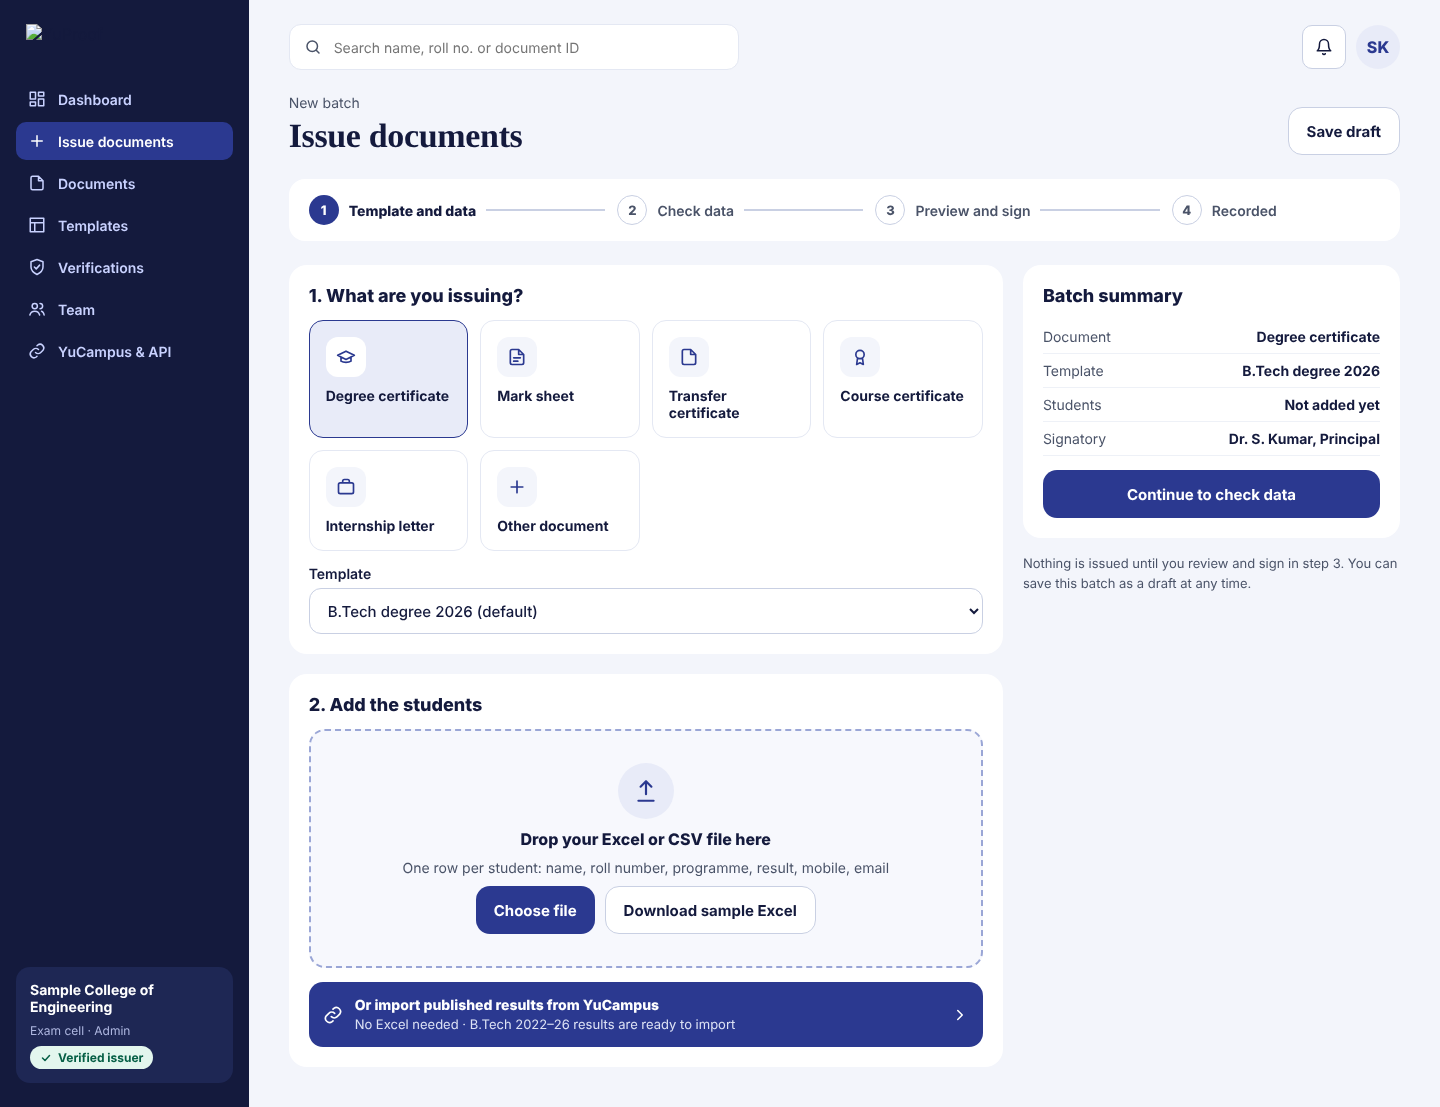 Search name, roll no. or document ID
SK
Dashboard
Issue documents
Documents
Templates
Verifications
Team
YuCampus & API
Sample College of
Engineering
Exam cell · Admin
Verified issuer
New batch
Issue documents
Save draft
1 Template and data
2 Check data
3 Preview and sign
4 Recorded
1. What are you issuing?
Degree certificate
Mark sheet
Transfer
certificate
Course certificate
Internship letter
Other document
Template
B.Tech degree 2026 (default)
2. Add the students
Drop your Excel or CSV file here
One row per student: name, roll number, programme, result, mobile, email
Choose file
Download sample Excel
Or import published results from YuCampus
No Excel needed · B.Tech 2022–26 results are ready to import
Batch summary
Document Degree certificate
Template B.Tech degree 2026
Students Not added yet
Signatory Dr. S. Kumar, Principal
Continue to check data
Nothing is issued until you review and sign in step 3. You can
save this batch as a draft at any time.